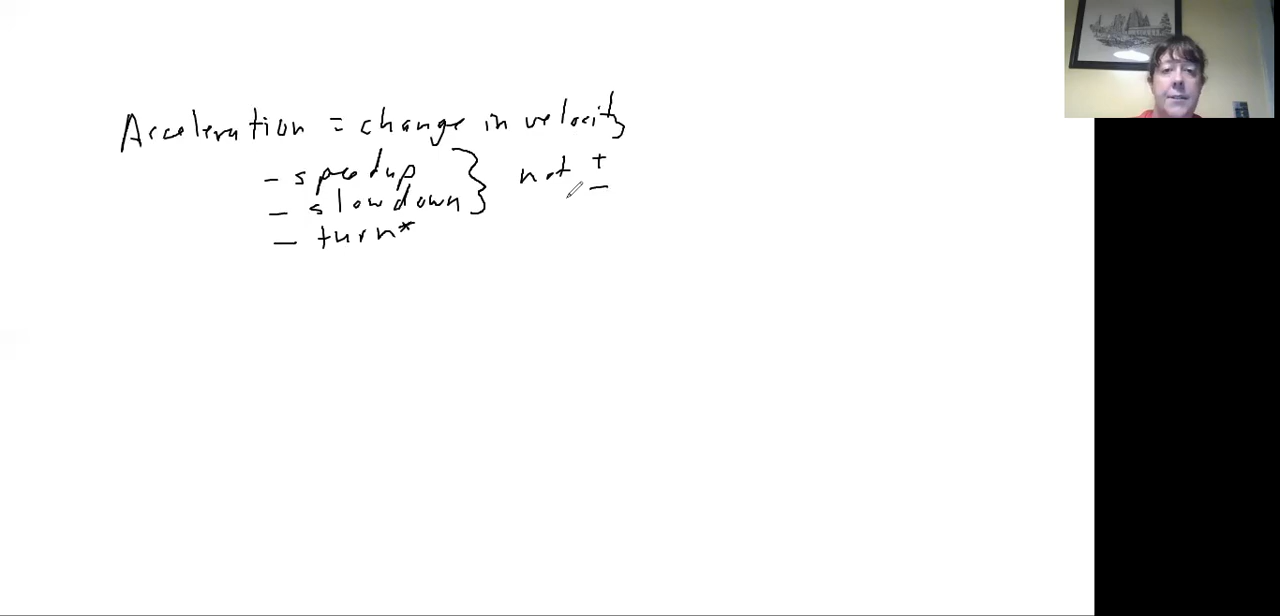 Acceleration = change in velocity
- speedup } not +
- slowdown } -
- turn*